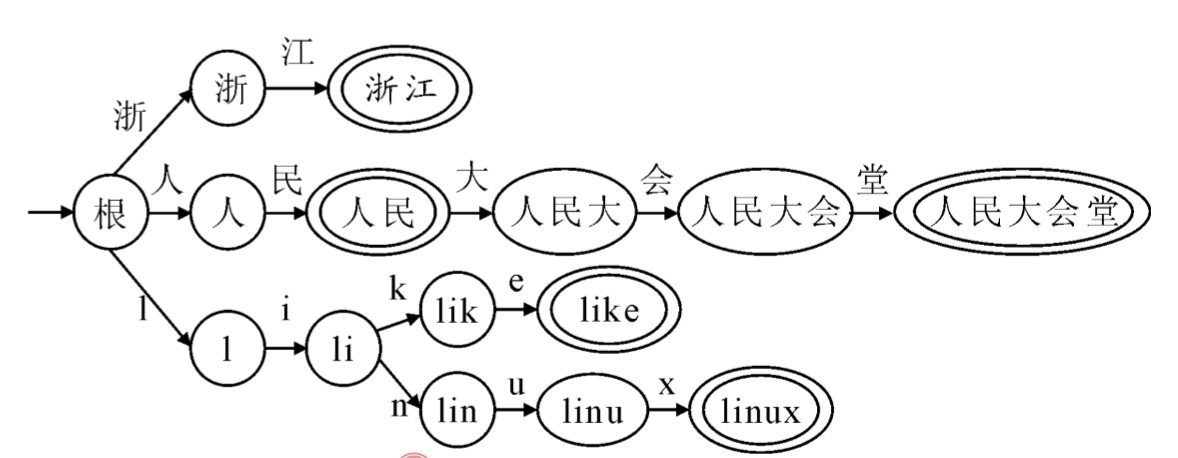 江
浙 浙 浙江
人 民 大 会 堂
根 人 人民 人民大 人民大会 人民大会堂
k e
l i lik like
l li
n u x
lin linu linux